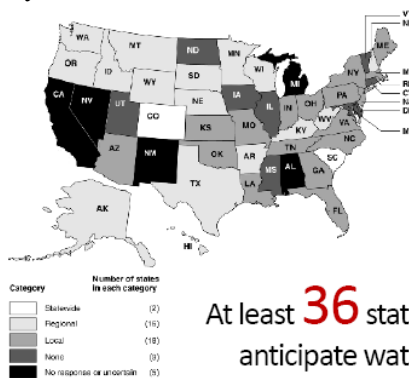 WA
OR
CA
NV
ID
MT
WY
UT
AZ
NM
CO
ND
SD
NE
KS
OK
TX
MN
IA
MO
AR
LA
WI
IL
MS
MI
IN
OH
KY
TN
AL
GA
FL
SC
NC
VA
WV
PA
NY
ME
AK
HI
Category
Number of states
in each category
Statewide (2)
Regional (16)
Local (18)
None (9)
No response or uncertain (5)
At least 36 stat
anticipate wat